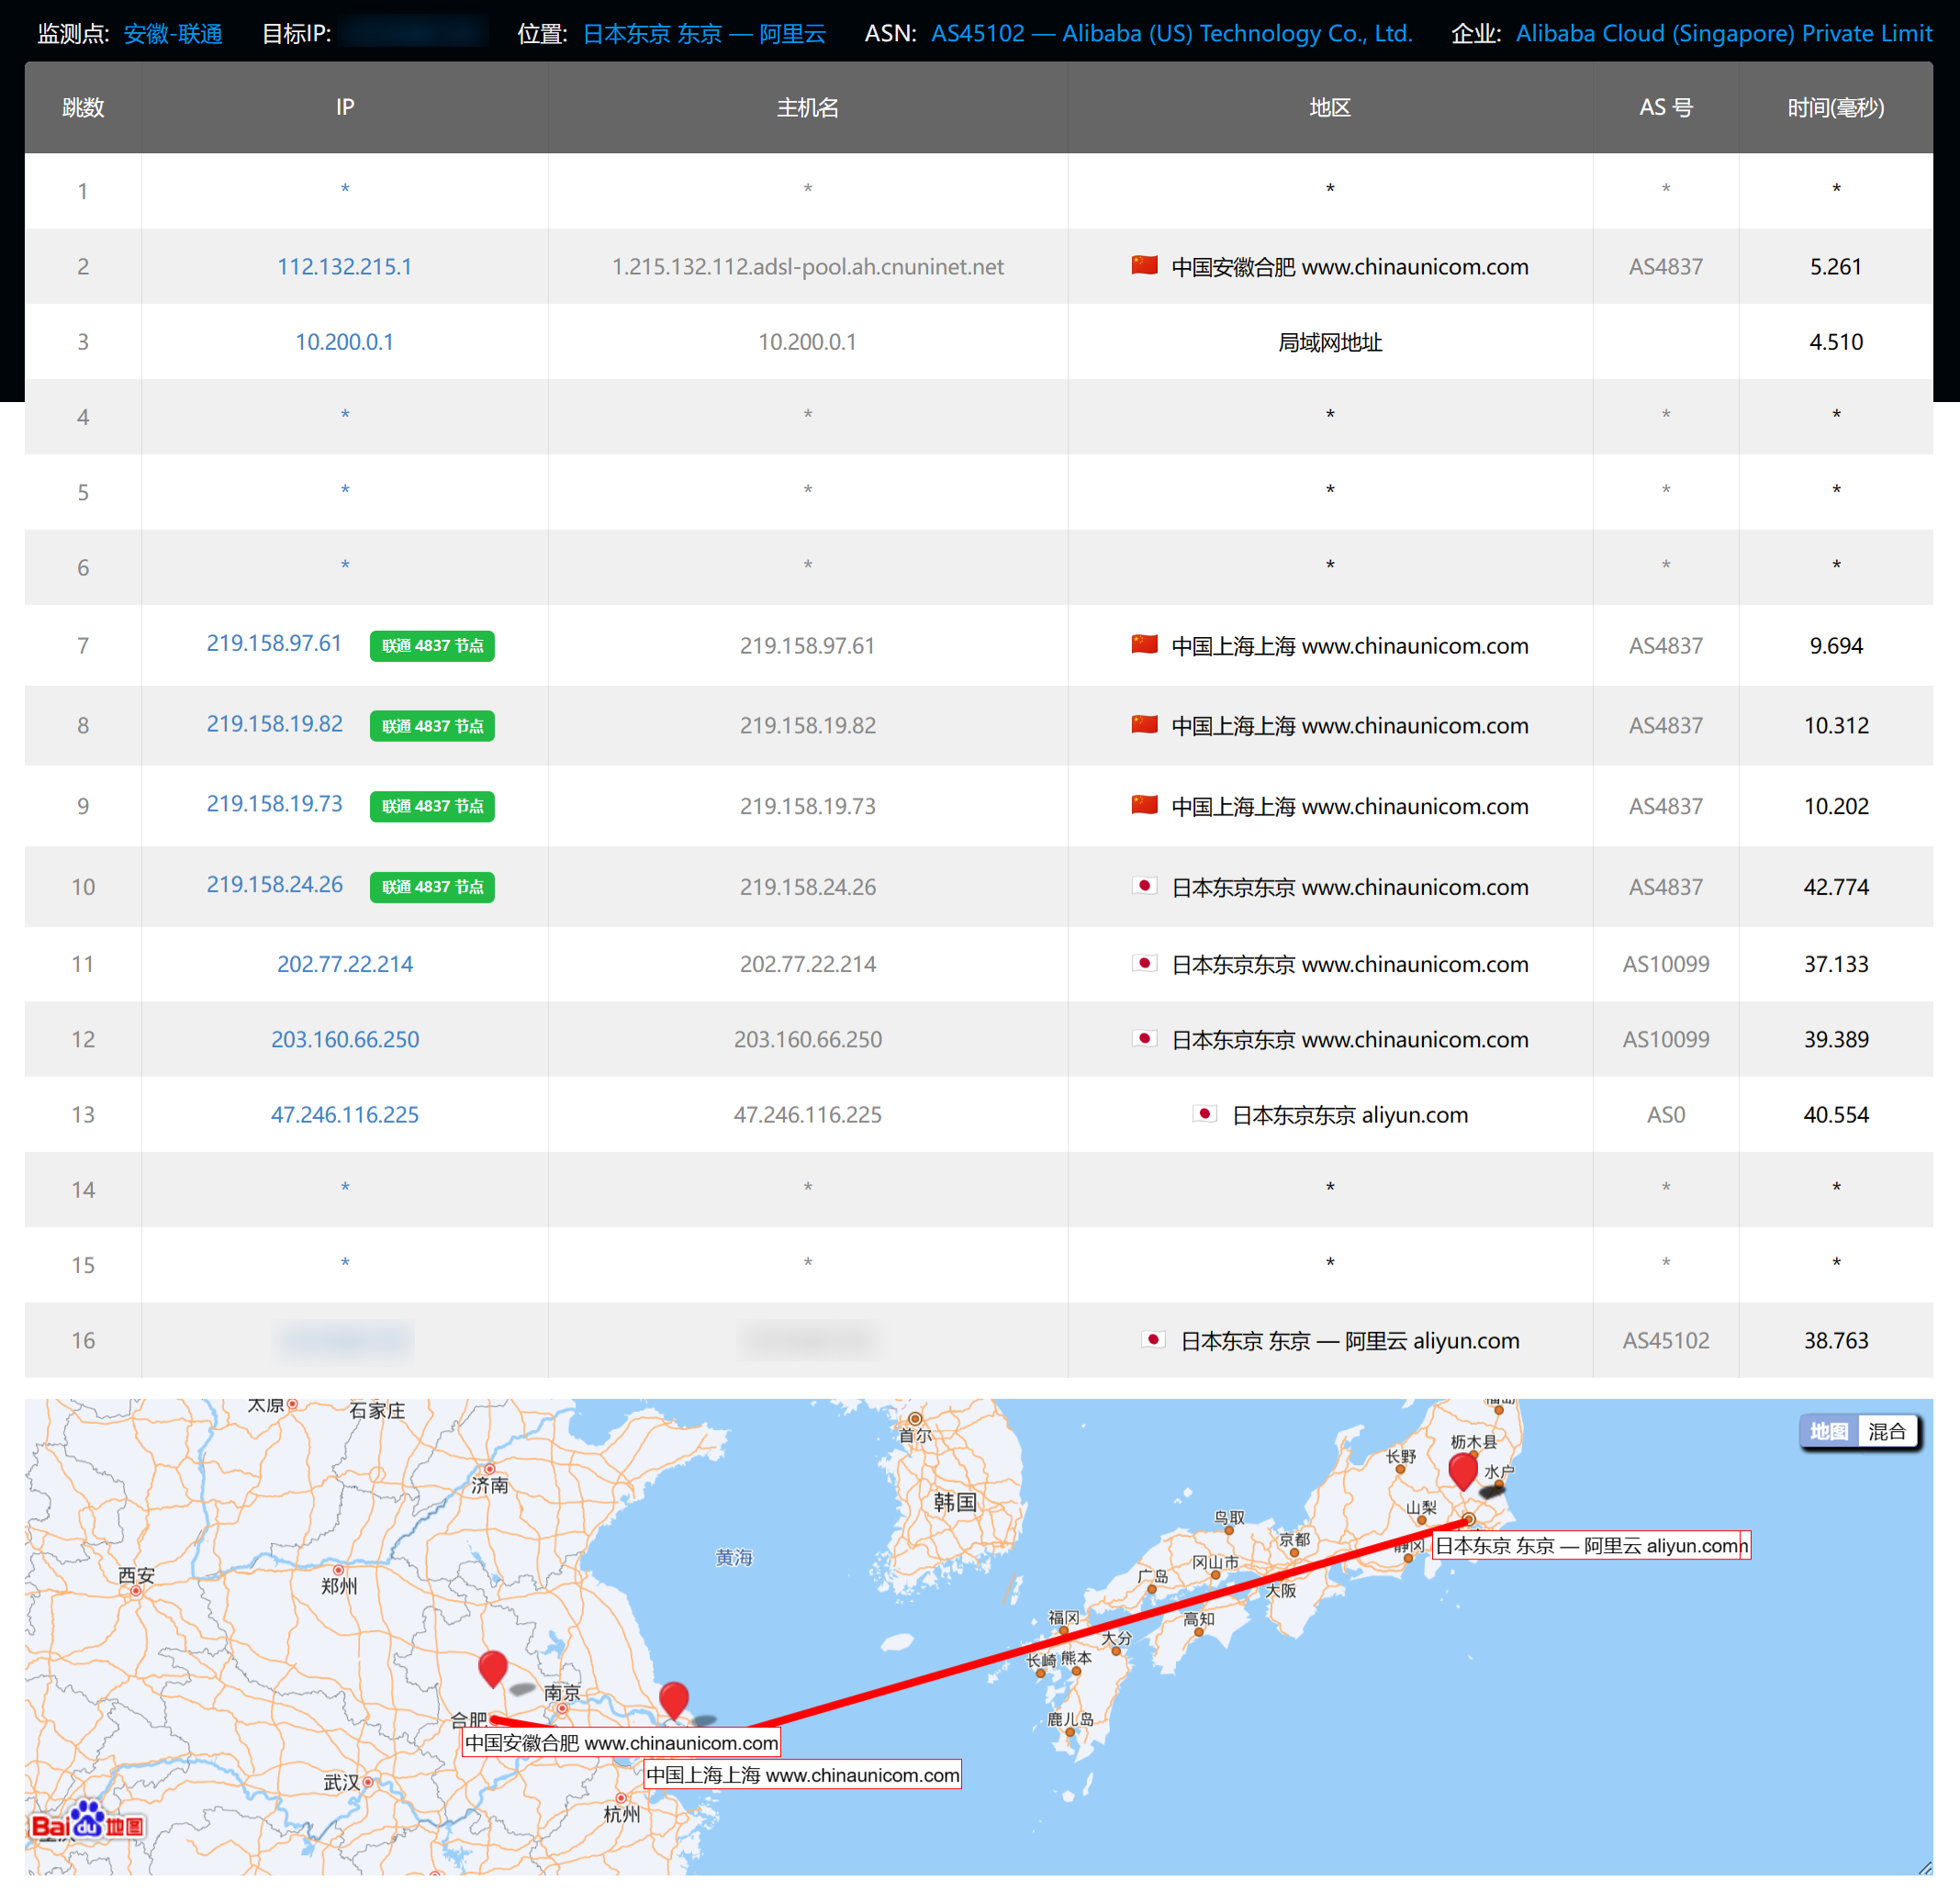 监测点: 安徽-联通 目标IP: 位置: 日本东京 东京 — 阿里云 ASN: AS45102 — Alibaba (US) Technology Co., Ltd. 企业: Alibaba Cloud (Singapore) Private Limit
跳数 IP 主机名 地区 AS 号 时间(毫秒)
1 * * * * *
2 112.132.215.1 1.215.132.112.adsl-pool.ah.cnuninet.net 中国安徽合肥 www.chinaunicom.com AS4837 5.261
3 10.200.0.1 10.200.0.1 局域网地址 4.510
4 * * * * *
5 * * * * *
6 * * * * *
7 219.158.97.61 联通 4837 节点 219.158.97.61 中国上海上海 www.chinaunicom.com AS4837 9.694
8 219.158.19.82 联通 4837 节点 219.158.19.82 中国上海上海 www.chinaunicom.com AS4837 10.312
9 219.158.19.73 联通 4837 节点 219.158.19.73 中国上海上海 www.chinaunicom.com AS4837 10.202
10 219.158.24.26 联通 4837 节点 219.158.24.26 日本东京东京 www.chinaunicom.com AS4837 42.774
11 202.77.22.214 202.77.22.214 日本东京东京 www.chinaunicom.com AS10099 37.133
12 203.160.66.250 203.160.66.250 日本东京东京 www.chinaunicom.com AS10099 39.389
13 47.246.116.225 47.246.116.225 日本东京东京 aliyun.com AS0 40.554
14 * * * * *
15 * * * * *
16 日本东京 东京 — 阿里云 aliyun.com AS45102 38.763
太原
石家庄
首尔
地图 混合
栃木县
长野
水户
济南
韩国
山梨
鸟取
京都
静冈
日本东京 东京 — 阿里云 aliyun.com
黄海
冈山市
西安
郑州
广岛
大阪
福冈
高知
大分
长崎
熊本
南京
合肥
鹿儿岛
中国安徽合肥 www.chinaunicom.com
中国上海上海 www.chinaunicom.com
武汉
杭州
Bai du 地图